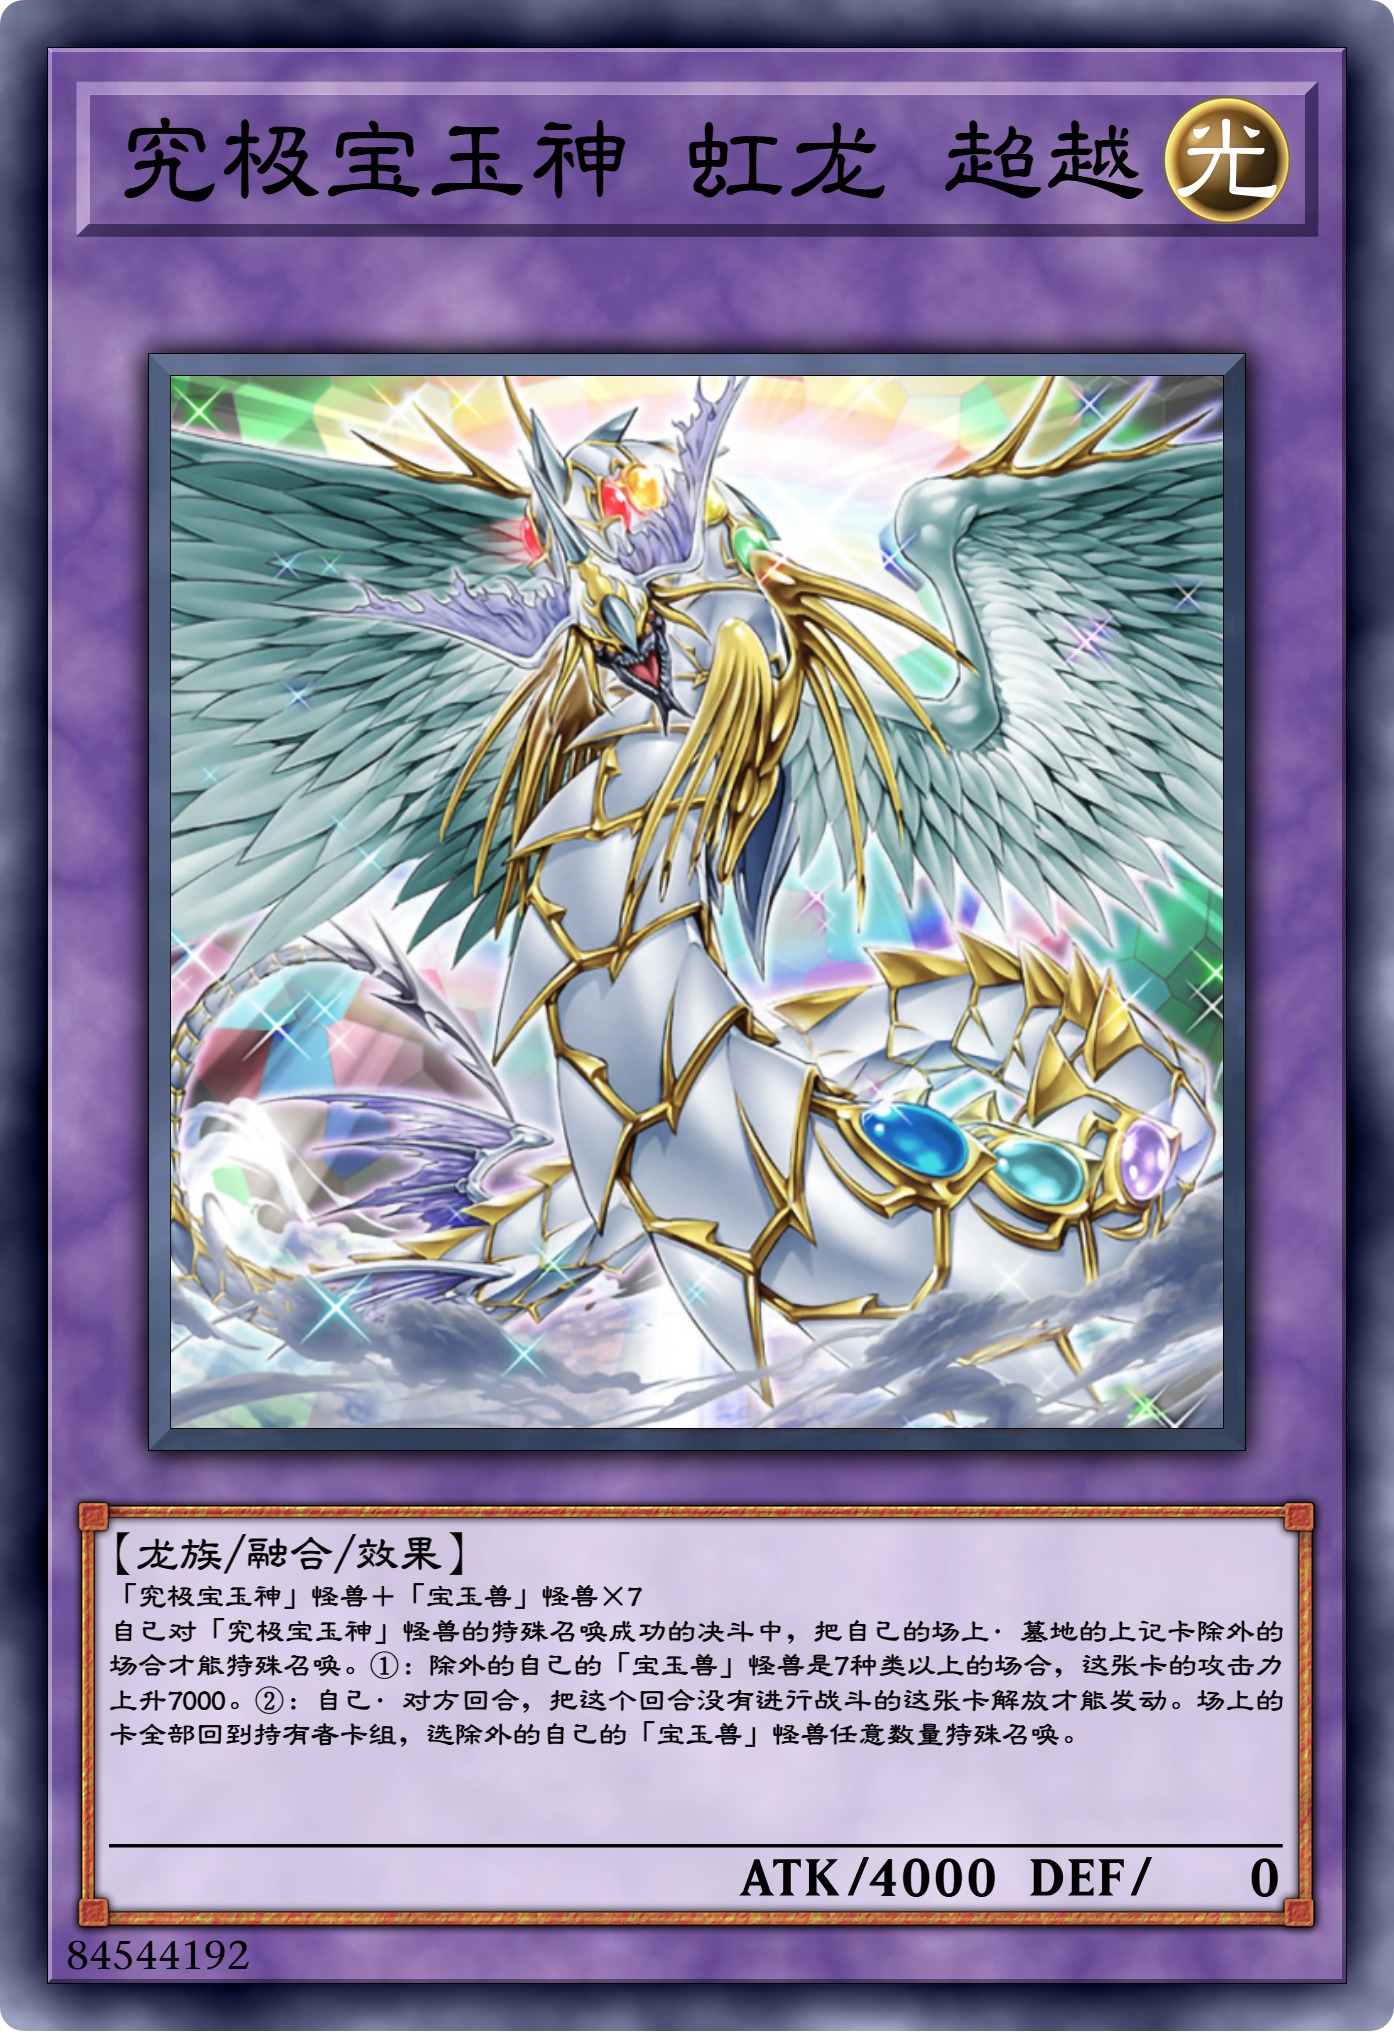 究极宝玉神 虹龙 超越 光
【龙族/融合/效果】
「究极宝玉神」怪兽＋「宝玉兽」怪兽×7
自己对「究极宝玉神」怪兽的特殊召唤成功的决斗中，把自己的场上·墓地的上记卡除外的
场合才能特殊召唤。①：除外的自己的「宝玉兽」怪兽是7种类以上的场合，这张卡的攻击力
上升7000。②：自己·对方回合，把这个回合没有进行战斗的这张卡解放才能发动。场上的
卡全部回到持有者卡组，选除外的自己的「宝玉兽」怪兽任意数量特殊召唤。
ATK/4000 DEF/ 0
84544192